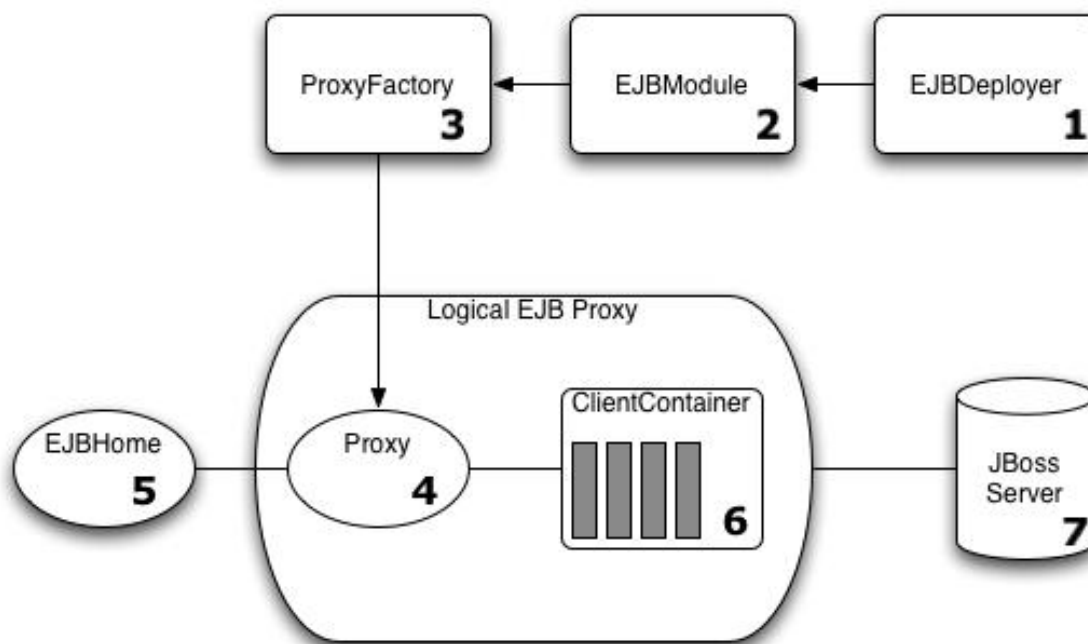 ProxyFactory
3
EJBModule
2
EJBDeployer
1
Logical EJB Proxy
EJBHome
5
Proxy
4
ClientContainer
6
JBoss
Server
7